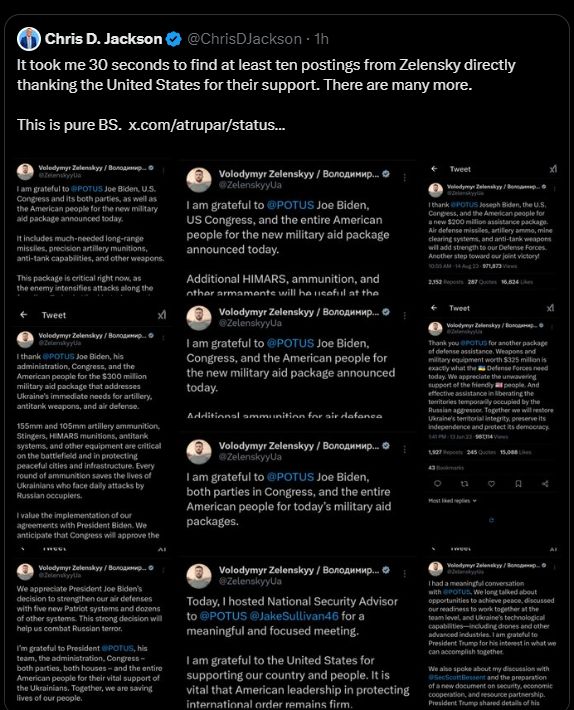 Chris D. Jackson @ChrisDJackson · 1h
It took me 30 seconds to find at least ten postings from Zelensky directly
thanking the United States for their support. There are many more.
This is pure BS. x.com/atrupar/status...
Volodymyr Zelenskyy / Володимир...
@ZelenskyyUa
I am grateful to @POTUS Joe Biden, U.S.
Congress and its both parties, as well as
the American people for the new military
aid package announced today.
It includes much-needed long-range
missiles, precision artillery munitions,
anti-tank capabilities, and other weapons.
This package is critical right now, as
the enemy intensifies attacks along the
Volodymyr Zelenskyy / Володимир...
@ZelenskyyUa
I am grateful to @POTUS Joe Biden,
US Congress, and the entire American
people for the new military aid package
announced today.
Additional HIMARS, ammunition, and
other armaments will be useful at the
Tweet
Volodymyr Zelenskyy / Володимир...
@ZelenskyyUa
I thank @POTUS Joseph Biden, the U.S.
Congress, and the American people for
a new $200 million assistance package.
Air defense missiles, artillery ammo, mine
clearing systems, and anti-tank weapons
will add strength to our Defense Forces.
Another step toward our joint victory!
10:55 AM · 14 Aug 23 · 971,873 Views
2,152 Reposts 287 Quotes 16,824 Likes
Tweet
Volodymyr Zelenskyy / Володимир...
@ZelenskyyUa
I thank @POTUS Joe Biden, his
administration, Congress, and the
American people for the $300 million
military aid package that addresses
Ukraine's immediate needs for artillery,
antitank weapons, and air defense.
155mm and 105mm artillery ammunition,
Stingers, HIMARS munitions, antitank
systems, and other equipment are critical
on the battlefield and in protecting
peaceful cities and infrastructure. Every
round of ammunition saves the lives of
Ukrainians who face daily attacks by
Russian occupiers.
I value the implementation of our
agreements with President Biden. We
anticipate that Congress will approve the
Volodymyr Zelenskyy / Володимир...
@ZelenskyyUa
I am grateful to @POTUS Joe Biden,
Congress, and the American people for
the new military aid package announced
today.
Additional ammunition for air defense
Volodymyr Zelenskyy / Володимир...
@ZelenskyyUa
I am grateful to @POTUS Joe Biden,
both parties in Congress, and the entire
American people for today's military aid
packages.
Tweet
Volodymyr Zelenskyy / Володимир...
@ZelenskyyUa
Thank you @POTUS for another package
of defense assistance. Weapons and
military equipment worth $325 million is
exactly what the 🇺🇦 Defense Forces need
today. We appreciate the unwavering
support of the friendly 🇺🇸 people. And
effective assistance in liberating the
territories temporarily occupied by the
Russian aggressor. Together we will restore
Ukraine's territorial integrity, preserve its
independence and protect its democracy.
1:41 PM · 13 Jun 23 · 987,114 Views
1,927 Reposts 245 Quotes 15,088 Likes
43 Bookmarks
Most liked replies
Tweet
Volodymyr Zelenskyy / Володимир...
@ZelenskyyUa
We appreciate President Joe Biden's
decision to strengthen our air defenses
with five new Patriot systems and dozens
of other systems. This strong decision will
help us combat Russian terror.
I'm grateful to President @POTUS, his
team, the administration, Congress –
both parties, both houses – and the entire
American people for their vital support of
the Ukrainians. Together, we are saving
lives of our people.
Volodymyr Zelenskyy / Володимир...
@ZelenskyyUa
Today, I hosted National Security Advisor
to @POTUS @JakeSullivan46 for a
meaningful and focused meeting.
I am grateful to the United States for
supporting our country and people. It is
vital that American leadership in protecting
international order remains firm.
Tweet
Volodymyr Zelenskyy / Володимир...
@ZelenskyyUa
I had a meaningful conversation
with @POTUS. We long talked about
opportunities to achieve peace, discussed
our readiness to work together at the
team level, and Ukraine's technological
capabilities—including drones and other
advanced industries. I am grateful to
President Trump for his interest in what we
can accomplish together.
We also spoke about my discussion with
@SecScottBessent and the preparation
of a new document on security, economic
cooperation, and resource partnership.
President Trump shared details of his